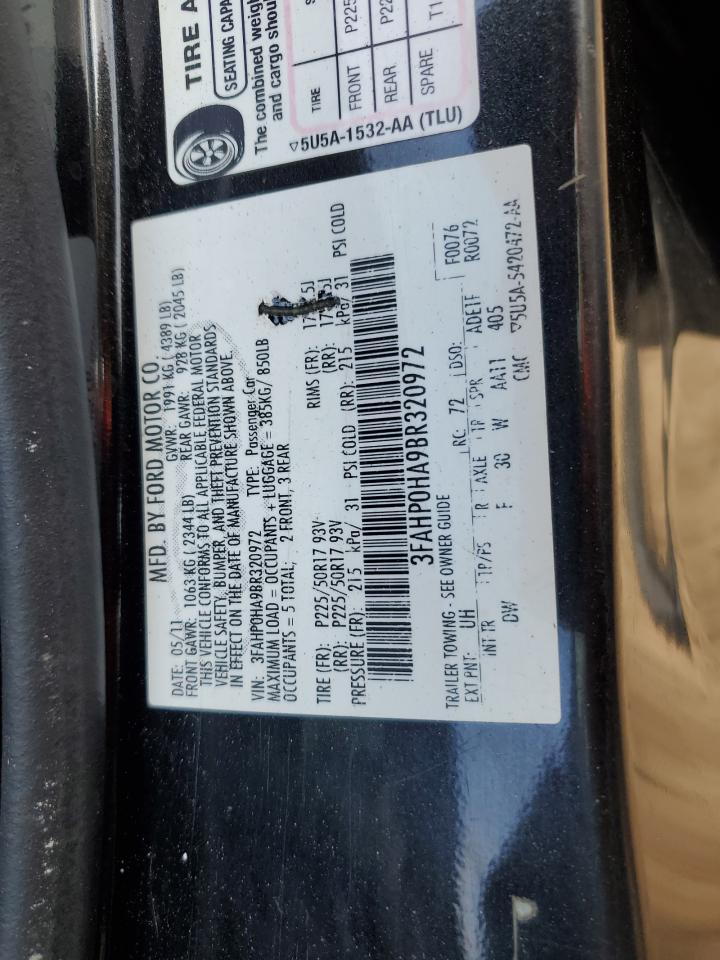 TIRE A
SEATING CAPA
The combined weigh
and cargo shou
TIRE S
FRONT P225
REAR P22
SPARE T1
▽5U5A-1532-AA (TLU)
MFD. BY FORD MOTOR CO.
DATE: 05/11 GVWR: 1991 KG ( 4389 LB)
FRONT GAWR: 1063 KG ( 2344 LB) REAR GAWR: 928 KG ( 2045 LB)
THIS VEHICLE CONFORMS TO ALL APPLICABLE FEDERAL MOTOR
VEHICLE SAFETY, BUMPER, AND THEFT PREVENTION STANDARDS
IN EFFECT ON THE DATE OF MANUFACTURE SHOWN ABOVE.
VIN: 3FAHP0HA9BR320972 TYPE: Passenger Car
MAXIMUM LOAD = OCCUPANTS + LUGGAGE = 385KG/ 850LB
OCCUPANTS = 5 TOTAL; 2 FRONT, 3 REAR
TIRE (FR): P225/50R17 93V RIMS (FR):
(RR): P225/50R17 93V (RR):
PRESSURE (FR): 215 kPa/ 31 PSI COLD (RR): 215 kPa/ 31 PSI COLD
3FAHP0HA9BR320972
TRAILER TOWING - SEE OWNER GUIDE F0076
EXT PNT: UH RC: 72 DSO: R0072
INT TR TP/PS R AXLE TR SPR ADE1F
DW F 30 W AA11 405
CMC ▽5U5A-5420472-AA